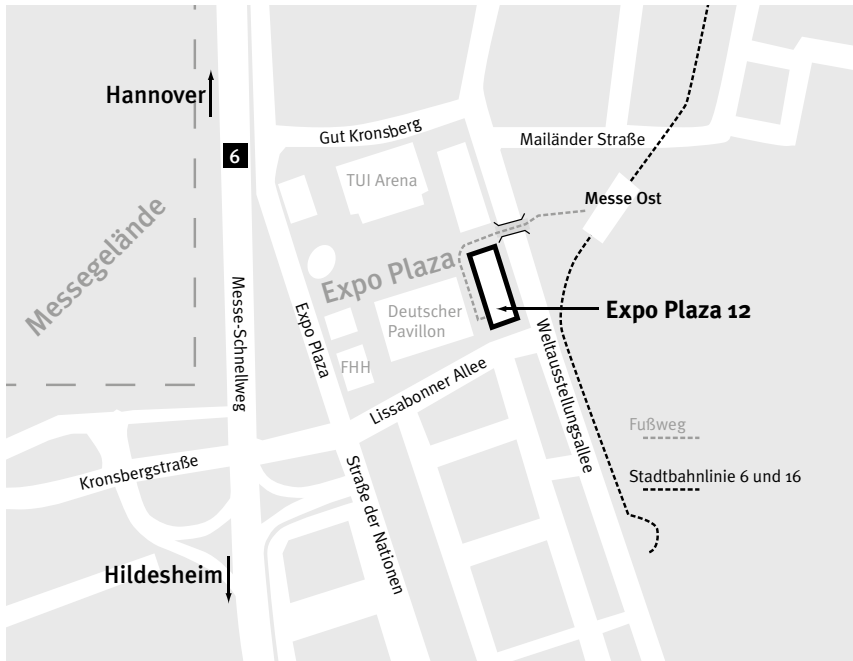 Hannover
6
Gut Kronsberg
Mailänder Straße
TUI Arena
Messe Ost
Messegelände
Expo Plaza
Messe-Schnellweg
Expo Plaza
Deutscher
Pavillon
Expo Plaza 12
FHH
Weltausstellungsallee
Lissabonner Allee
Fußweg
Kronsbergstraße
Straße der Nationen
Stadtbahnlinie 6 und 16
Hildesheim